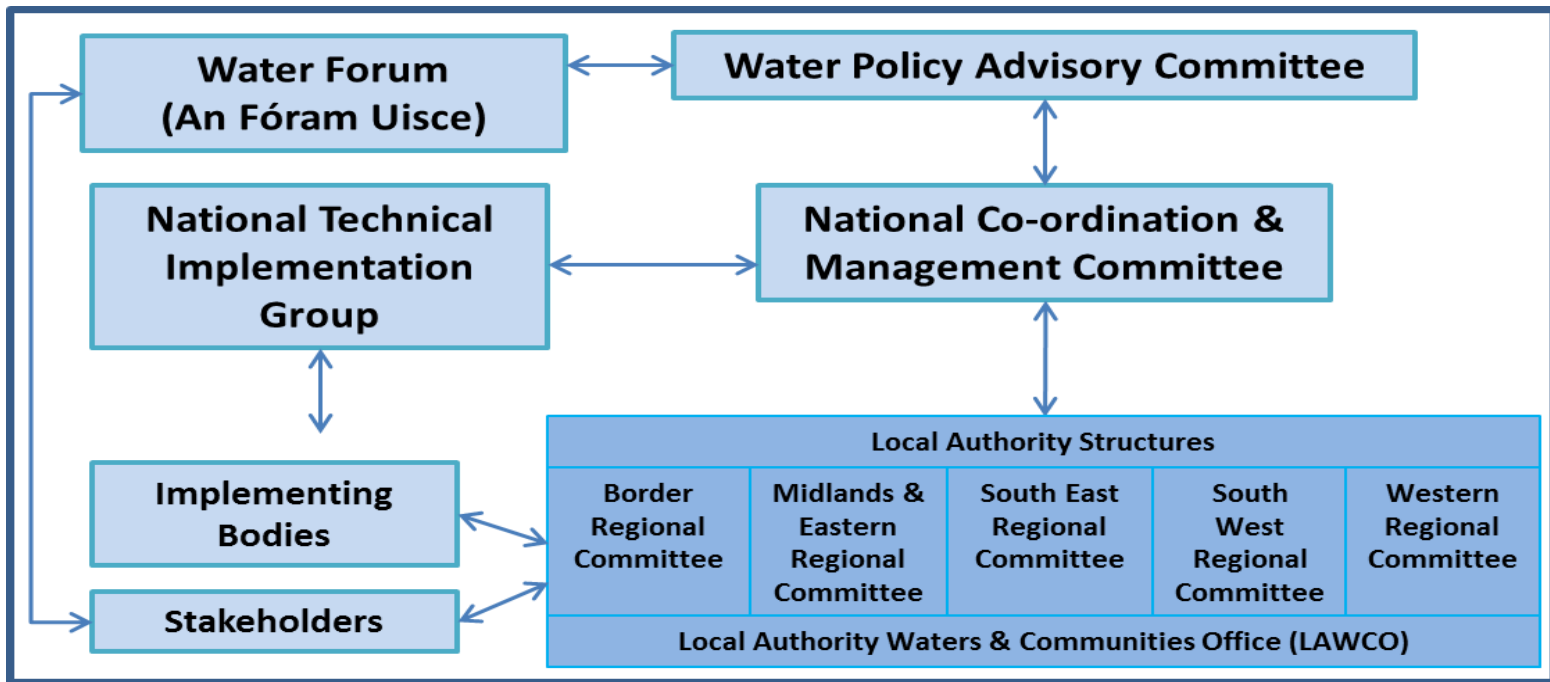 Water Forum
(An Fóram Uisce)
Water Policy Advisory Committee
National Technical
Implementation
Group
National Co-ordination &
Management Committee
Implementing
Bodies
Stakeholders
Local Authority Structures
Border
Regional
Committee
Midlands &
Eastern
Regional
Committee
South East
Regional
Committee
South
West
Regional
Committee
Western
Regional
Committee
Local Authority Waters & Communities Office (LAWCO)